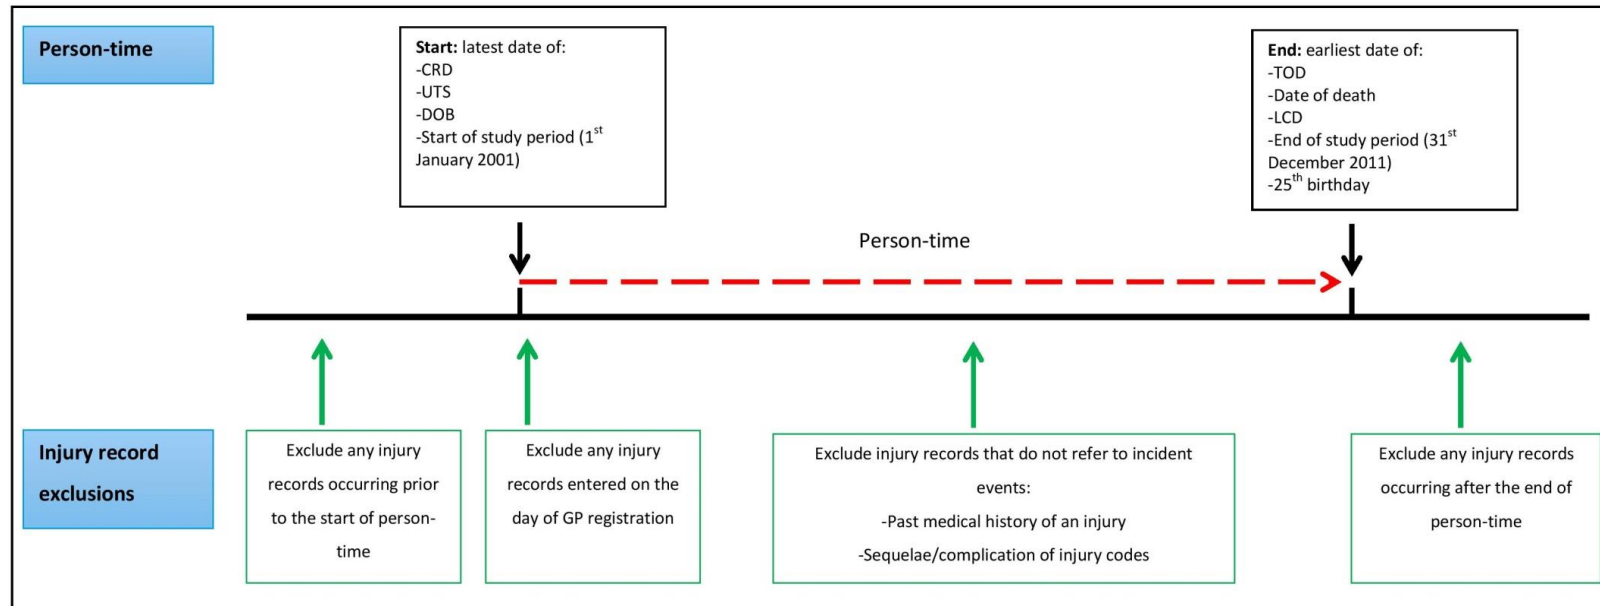 Person-time
Start: latest date of:
-CRD
-UTS
-DOB
-Start of study period (1st
January 2001)
End: earliest date of:
-TOD
-Date of death
-LCD
-End of study period (31st
December 2011)
-25th birthday
Person-time
Injury record
exclusions
Exclude any injury
records occurring prior
to the start of person-
time
Exclude any injury
records entered on the
day of GP registration
Exclude injury records that do not refer to incident
events:
-Past medical history of an injury
-Sequelae/complication of injury codes
Exclude any injury records
occurring after the end of
person-time